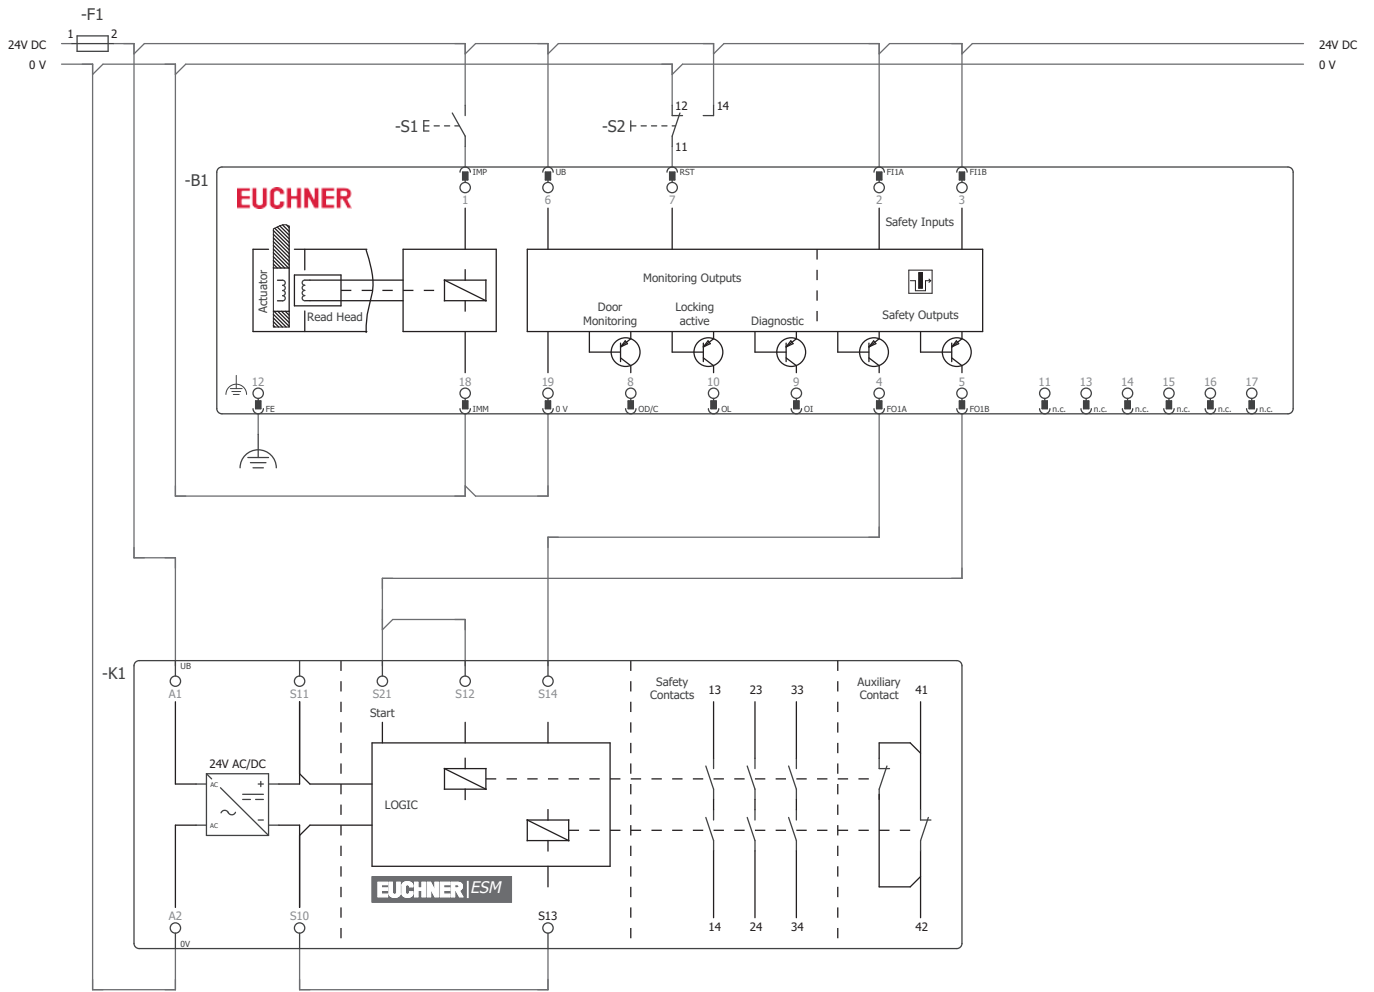 -F1
1 2
24V DC 24V DC
0 V 0 V
12 14
-S1 -S2
11
-B1 IMP UB RST FI1A FI1B
EUCHNER
1 6 7 2 3
Safety Inputs
Actuator
Read Head
Monitoring Outputs
Door Monitoring
Locking active
Diagnostic
Safety Outputs
12 18 19 8 10 9 4 5 11 13 14 15 16 17
FE IMM 0 V OD/C OL OI FO1A FO1B n.c. n.c. n.c. n.c. n.c. n.c.
-K1 UB
A1 S11 S21 S12 S14
Start
Safety Contacts
13 23 33
Auxiliary Contact
41
24V AC/DC
AC +
AC -
LOGIC
EUCHNER ESM
A2 S10 S13 14 24 34 42
0V